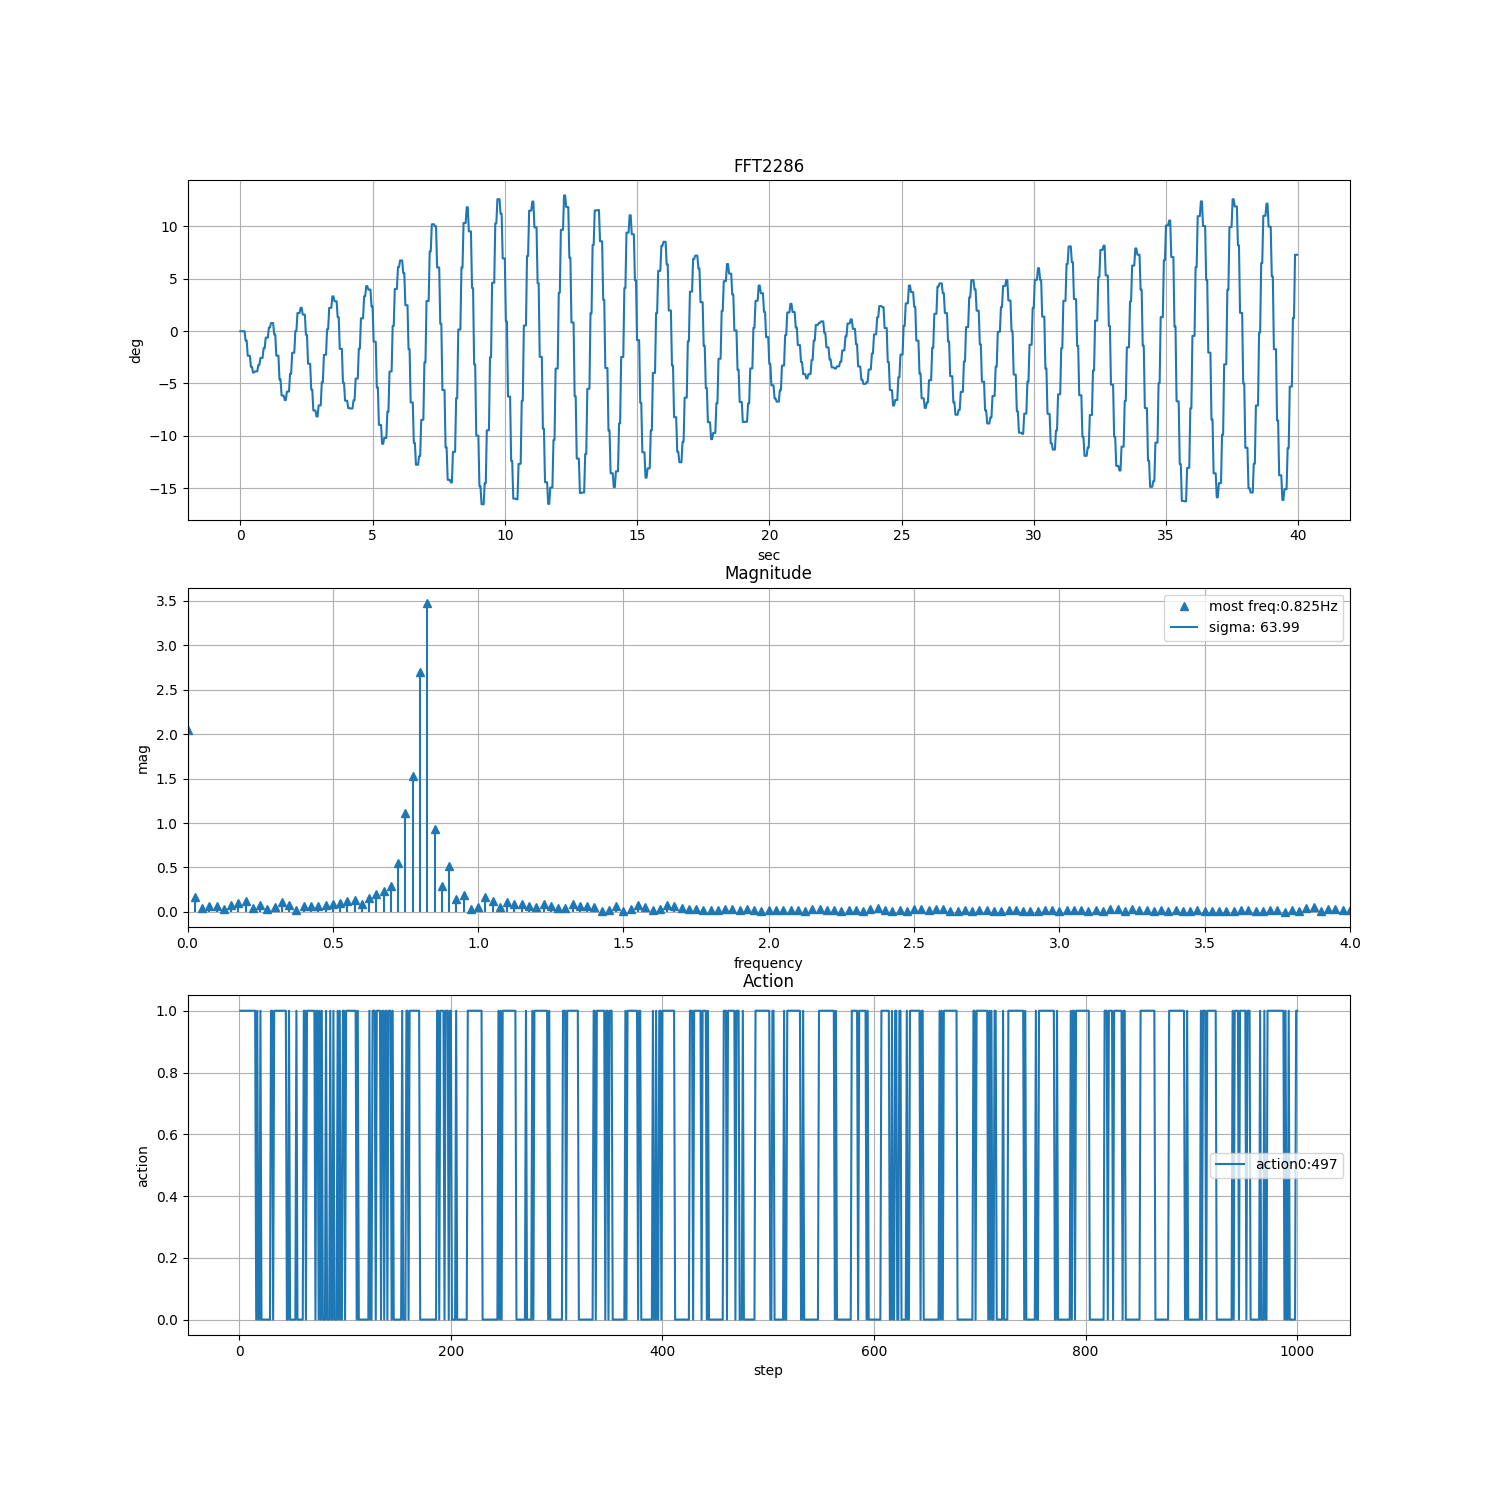 FFT2286
10
5
0
−5
−10
−15
deg
0 5 10 15 20 25 30 35 40
sec
Magnitude
3.5
3.0
2.5
2.0
1.5
1.0
0.5
0.0
mag
most freq:0.825Hz
sigma: 63.99
0.0 0.5 1.0 1.5 2.0 2.5 3.0 3.5 4.0
frequency
Action
1.0
0.8
0.6
0.4
0.2
0.0
action
action0:497
0 200 400 600 800 1000
step